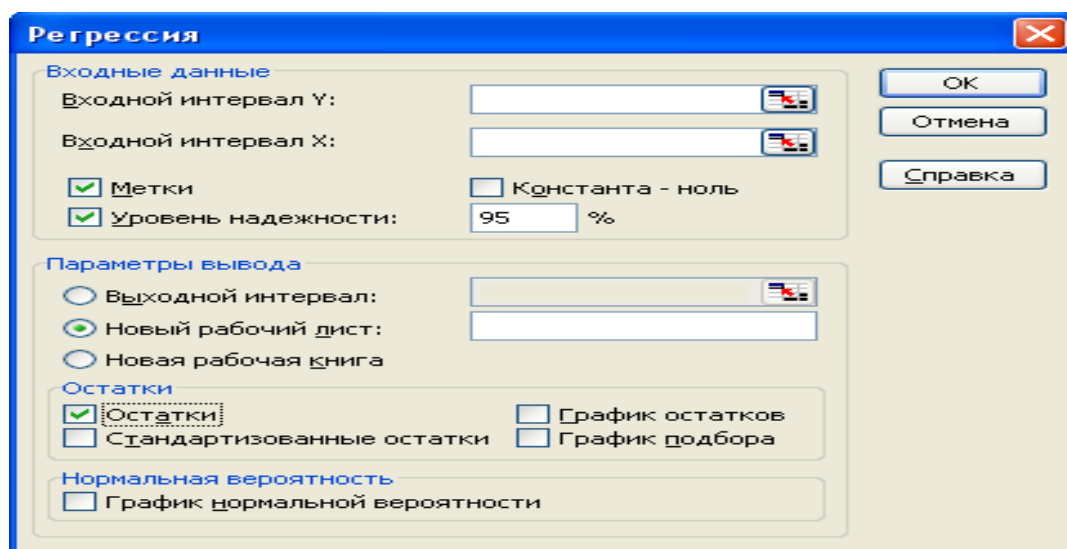 Регрессия
Входные данные
Входной интервал Y:
Входной интервал X:
Метки
Константа - ноль
Уровень надежности:
95
%
ОК
Отмена
Справка
Параметры вывода
Выходной интервал:
Новый рабочий лист:
Новая рабочая книга
Остатки
Остатки
График остатков
Стандартизованные остатки
График подбора
Нормальная вероятность
График нормальной вероятности